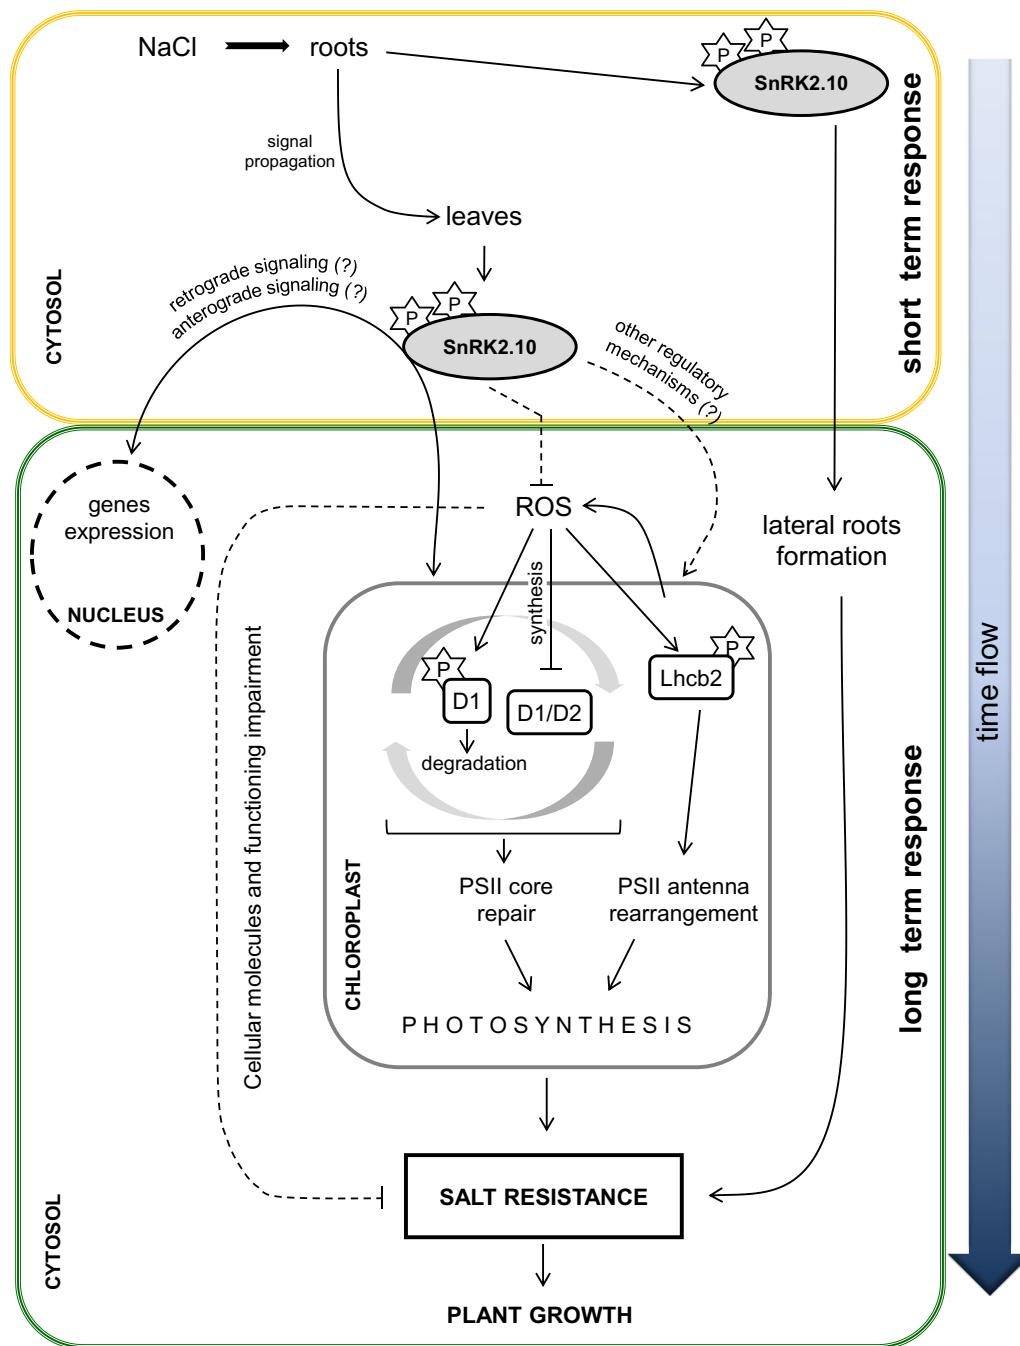 NaCl
roots
P
P
SnRK2.10
signal
propagation
leaves
short term response
CYTOSOL
retrograde signaling (?)
anterograde signaling (?)
P
P
SnRK2.10
other regulatory
mechanisms (?)
genes
expression
NUCLEUS
ROS
lateral roots
formation
synthesis
P
D1
D1/D2
degradation
P
Lhcb2
time flow
Cellular molecules and functioning impairment
CHLOROPLAST
PSII core
repair
PSII antenna
rearrangement
PHOTOSYNTHESIS
long term response
SALT RESISTANCE
CYTOSOL
PLANT GROWTH